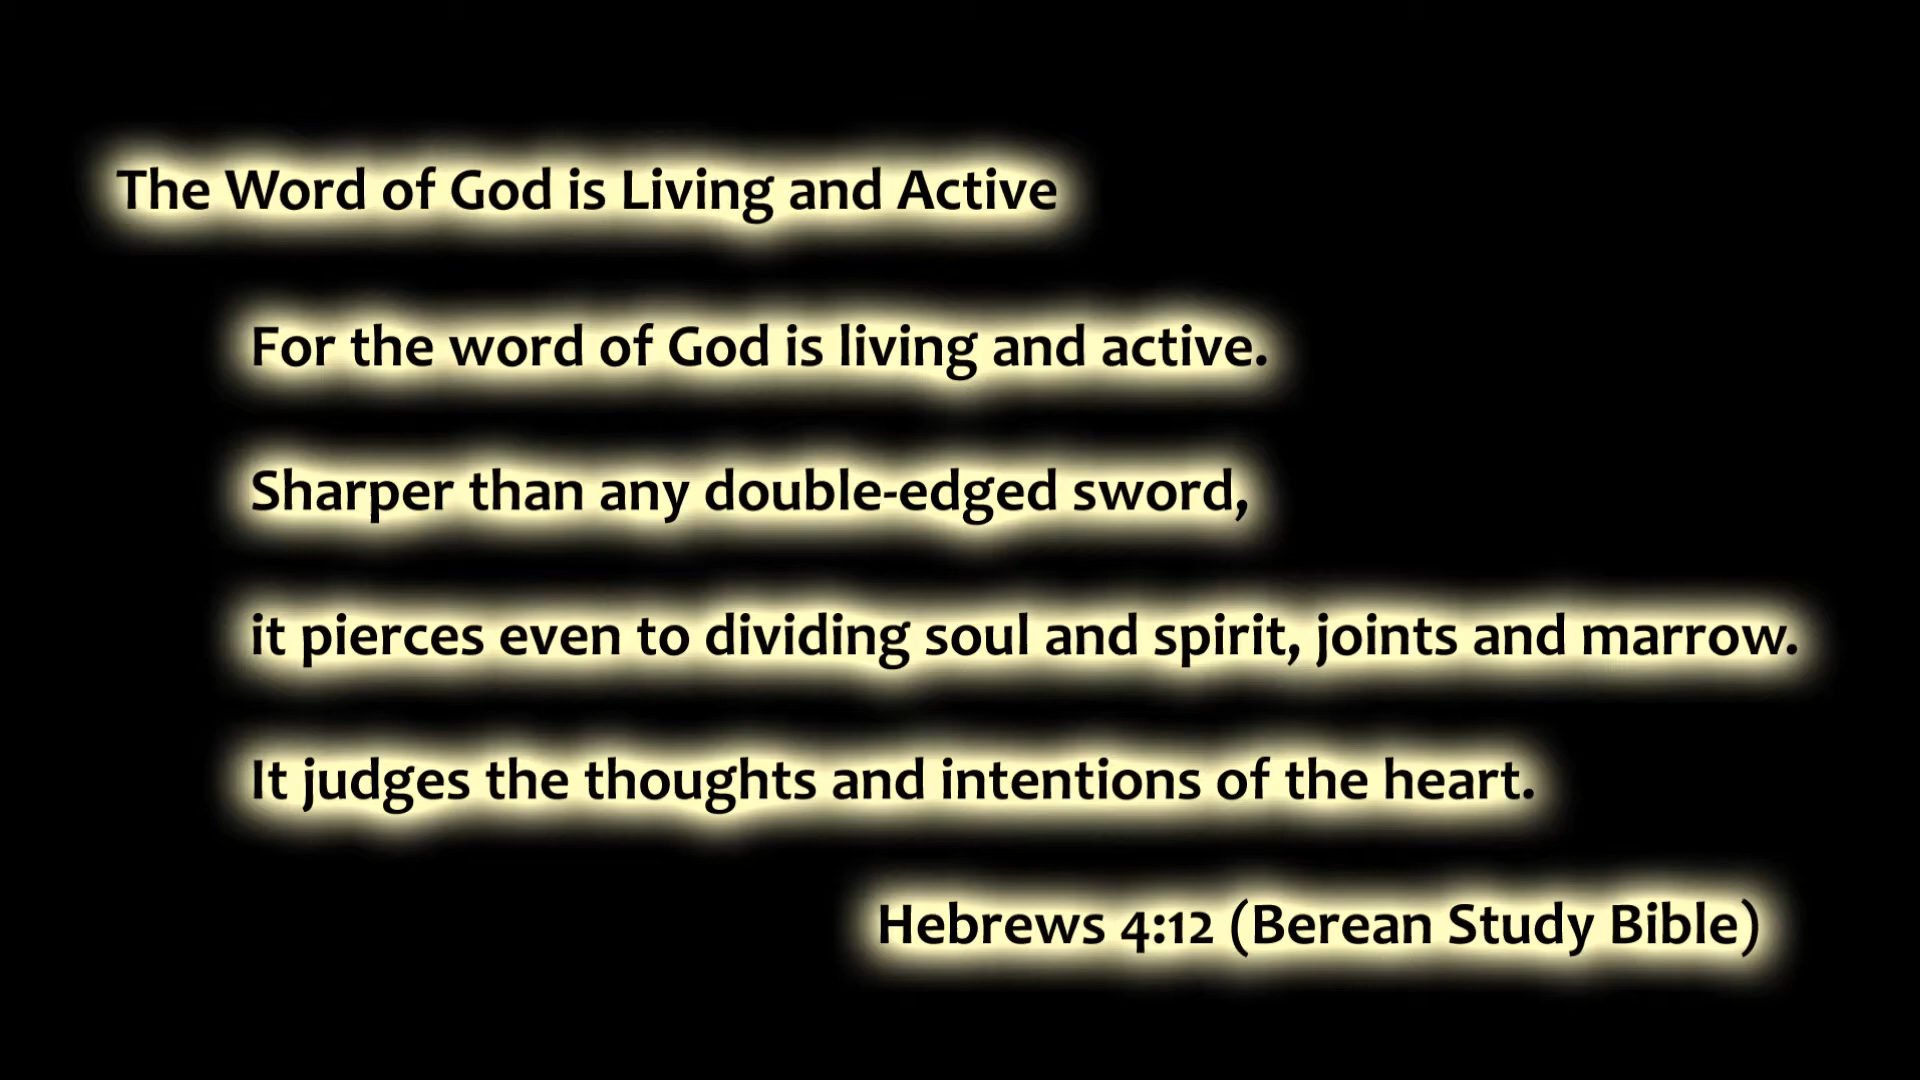 The Word of God is Living and Active
For the word of God is living and active.
Sharper than any double-edged sword,
it pierces even to dividing soul and spirit, joints and marrow.
It judges the thoughts and intentions of the heart.
Hebrews 4:12 (Berean Study Bible)